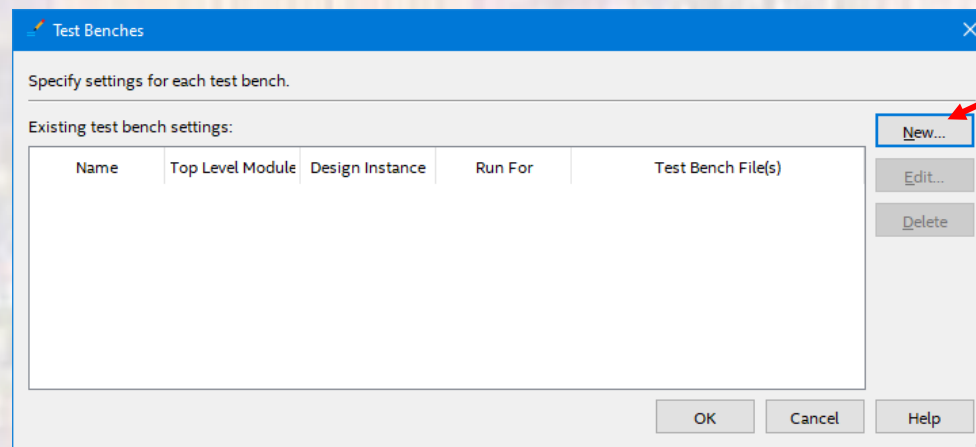 Test Benches
Specify settings for each test bench.
Existing test bench settings:
New...
Name Top Level Module Design Instance Run For Test Bench File(s)
Edit...
Delete
OK Cancel Help